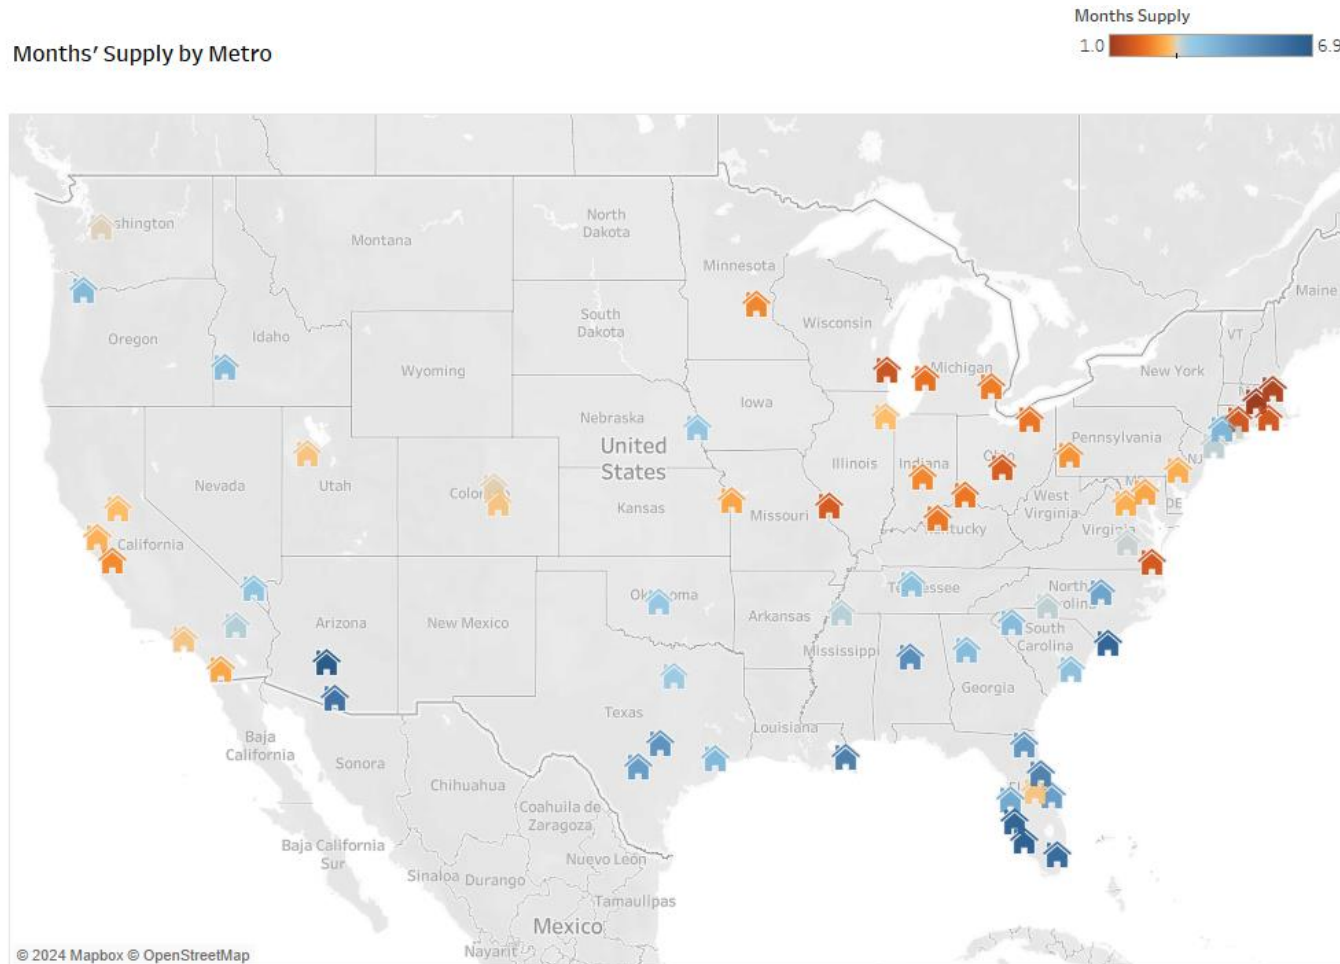 Months Supply
1.0
6.9
Months' Supply by Metro
shington
Montana
North
Dakota
Minnesota
Maine
Oregon
Idaho
South
Dakota
Wisconsin
VT
Wyoming
Michigan
New York
Iowa
Nebraska
Pennsylvania
United
States
Nevada
Utah
Illinois
Indiana
NJ
Kansas
Missouri
West
Virginia
DE
California
Virginia
Arizona
New Mexico
Arkansas
North
South
Carolina
Mississippi
Georgia
Texas
Louisiana
Baja
California
Sonora
Chihuahua
Coahuila de
Zaragoza
Baja California
Sur
Nuevo León
Sinaloa
Durango
Tamaulipas
Mexico
Nayarit
© 2024 Mapbox © OpenStreetMap